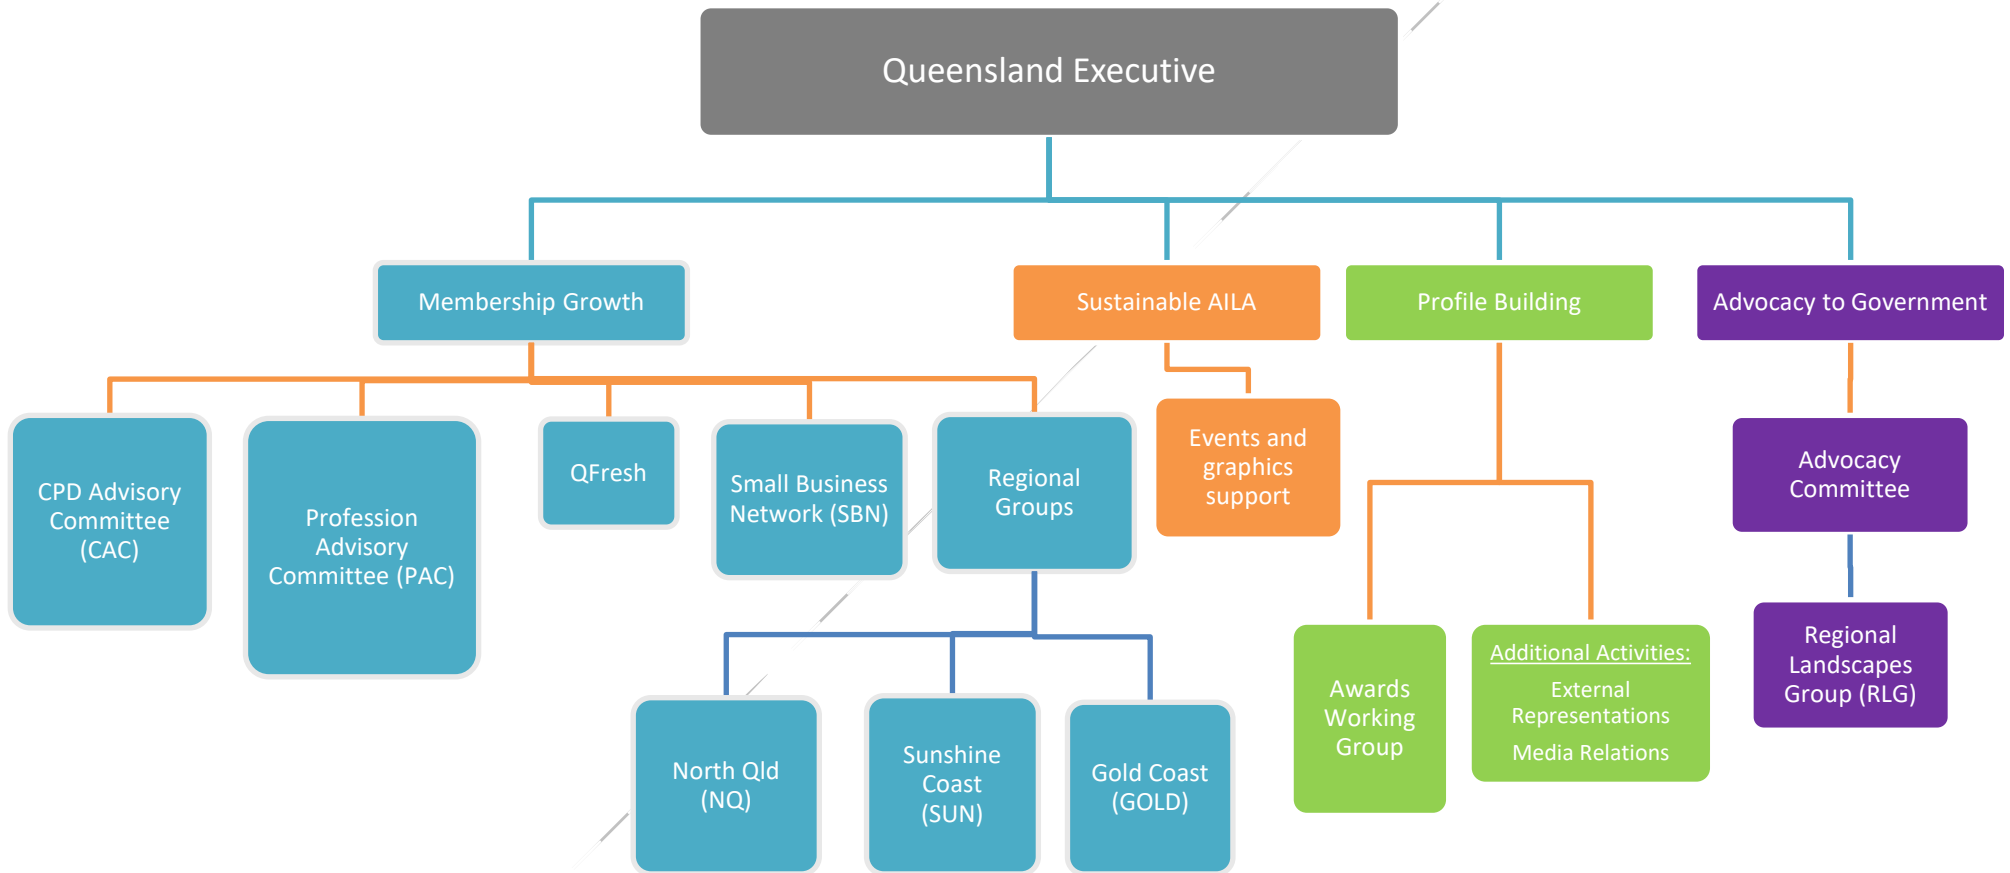 Queensland Executive
Membership Growth
Sustainable AILA
Profile Building
Advocacy to Government
CPD Advisory
Committee
(CAC)
Profession
Advisory
Committee (PAC)
QFresh
Small Business
Network (SBN)
Regional
Groups
Events and
graphics
support
Advocacy
Committee
North Qld
(NQ)
Sunshine
Coast
(SUN)
Gold Coast
(GOLD)
Awards
Working
Group
Additional Activities:
External
Representations
Media Relations
Regional
Landscapes
Group (RLG)